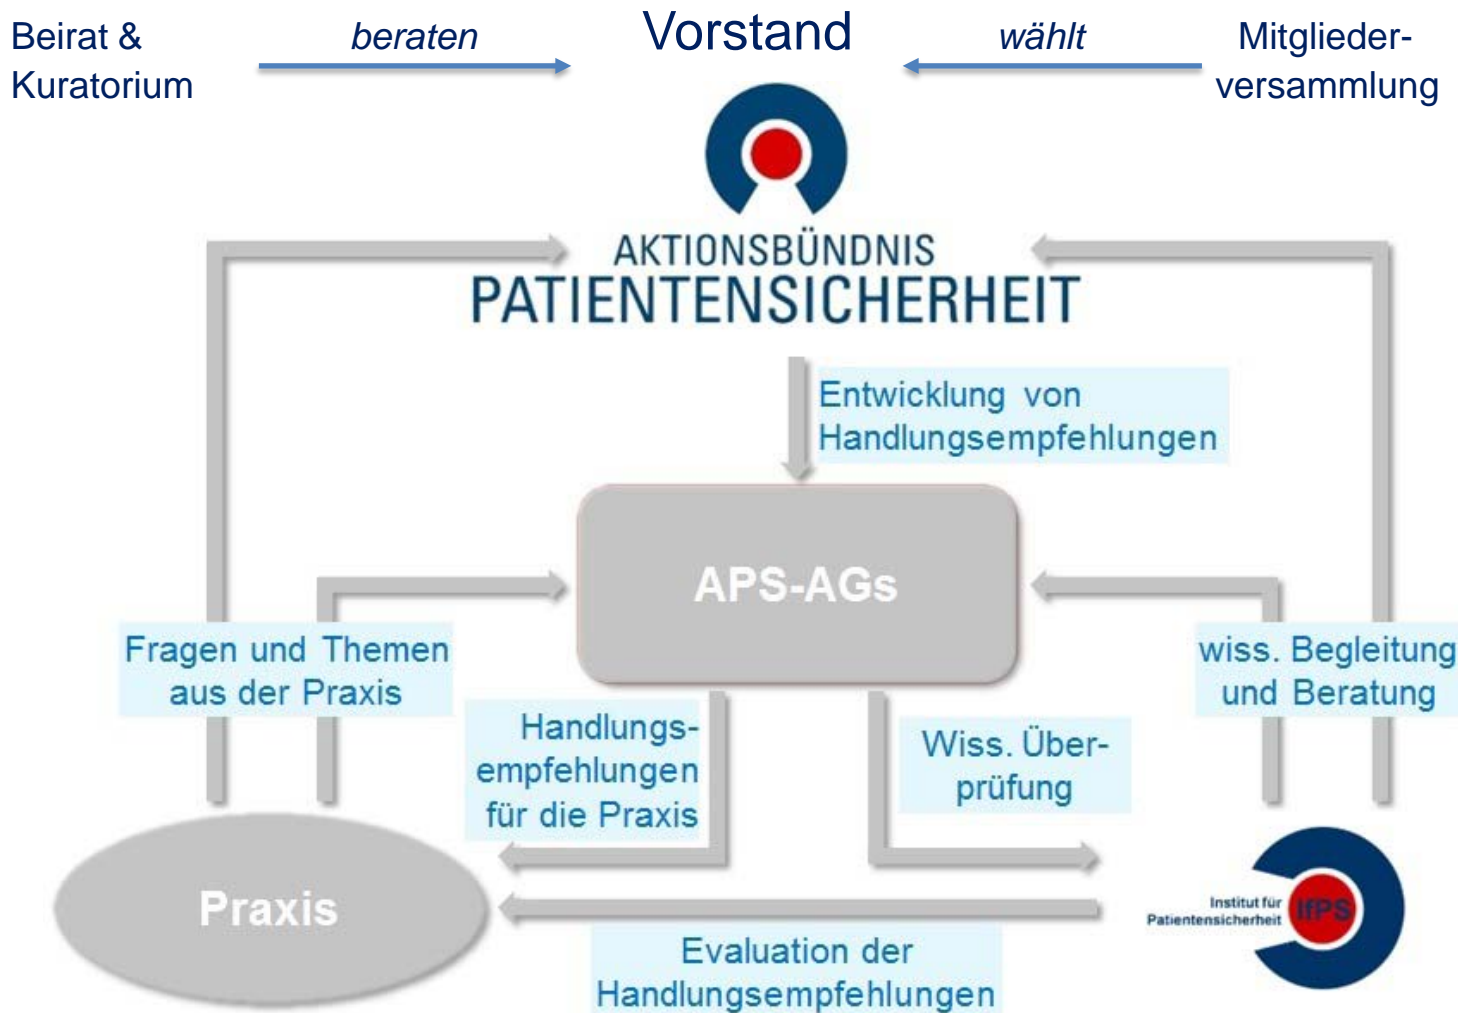 Beirat &
Kuratorium
beraten
Vorstand
wählt
Mitglieder-
versammlung
AKTIONSBÜNDNIS
PATIENTENSICHERHEIT
Entwicklung von
Handlungsempfehlungen
APS-AGs
Fragen und Themen
aus der Praxis
wiss. Begleitung
und Beratung
Handlungs-
empfehlungen
für die Praxis
Wiss. Über-
prüfung
Praxis
Institut für
Patientensicherheit
IfPS
Evaluation der
Handlungsempfehlungen